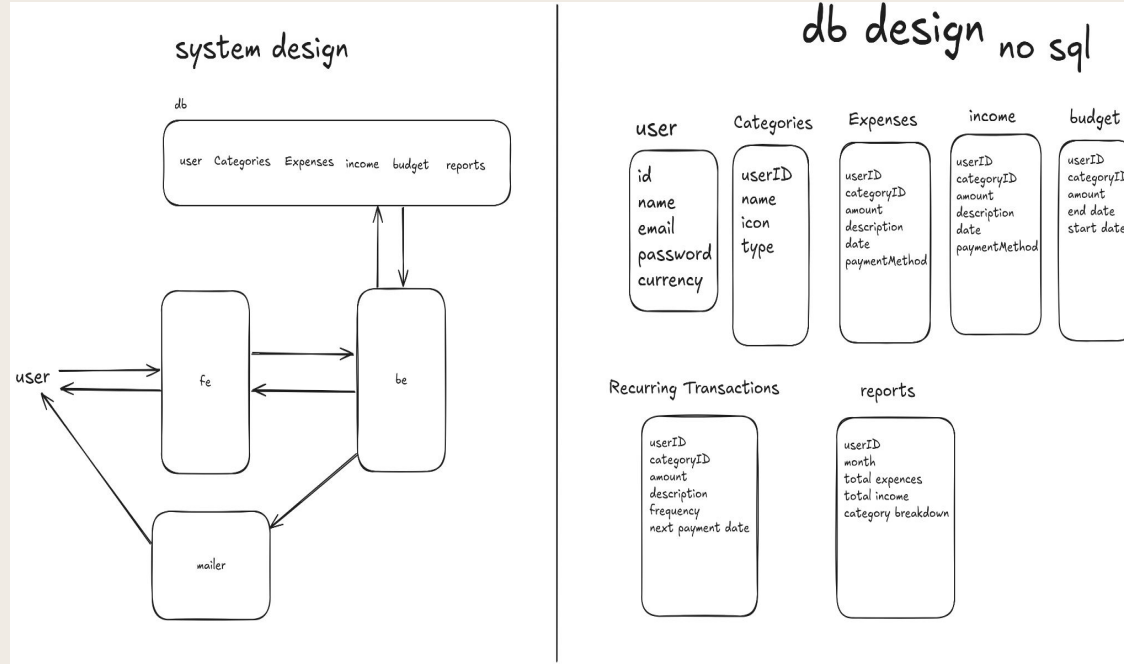 system design
db
user Categories Expenses income budget reports
user
fe
be
mailer
db design no sql
user
id
name
email
password
currency
Categories
userID
name
icon
type
Expenses
userID
categoryID
amount
description
date
paymentMethod
income
userID
categoryID
amount
description
date
paymentMethod
budget
userID
categoryID
amount
end date
start date
Recurring Transactions
userID
categoryID
amount
description
frequency
next payment date
reports
userID
month
total expences
total income
category breakdown